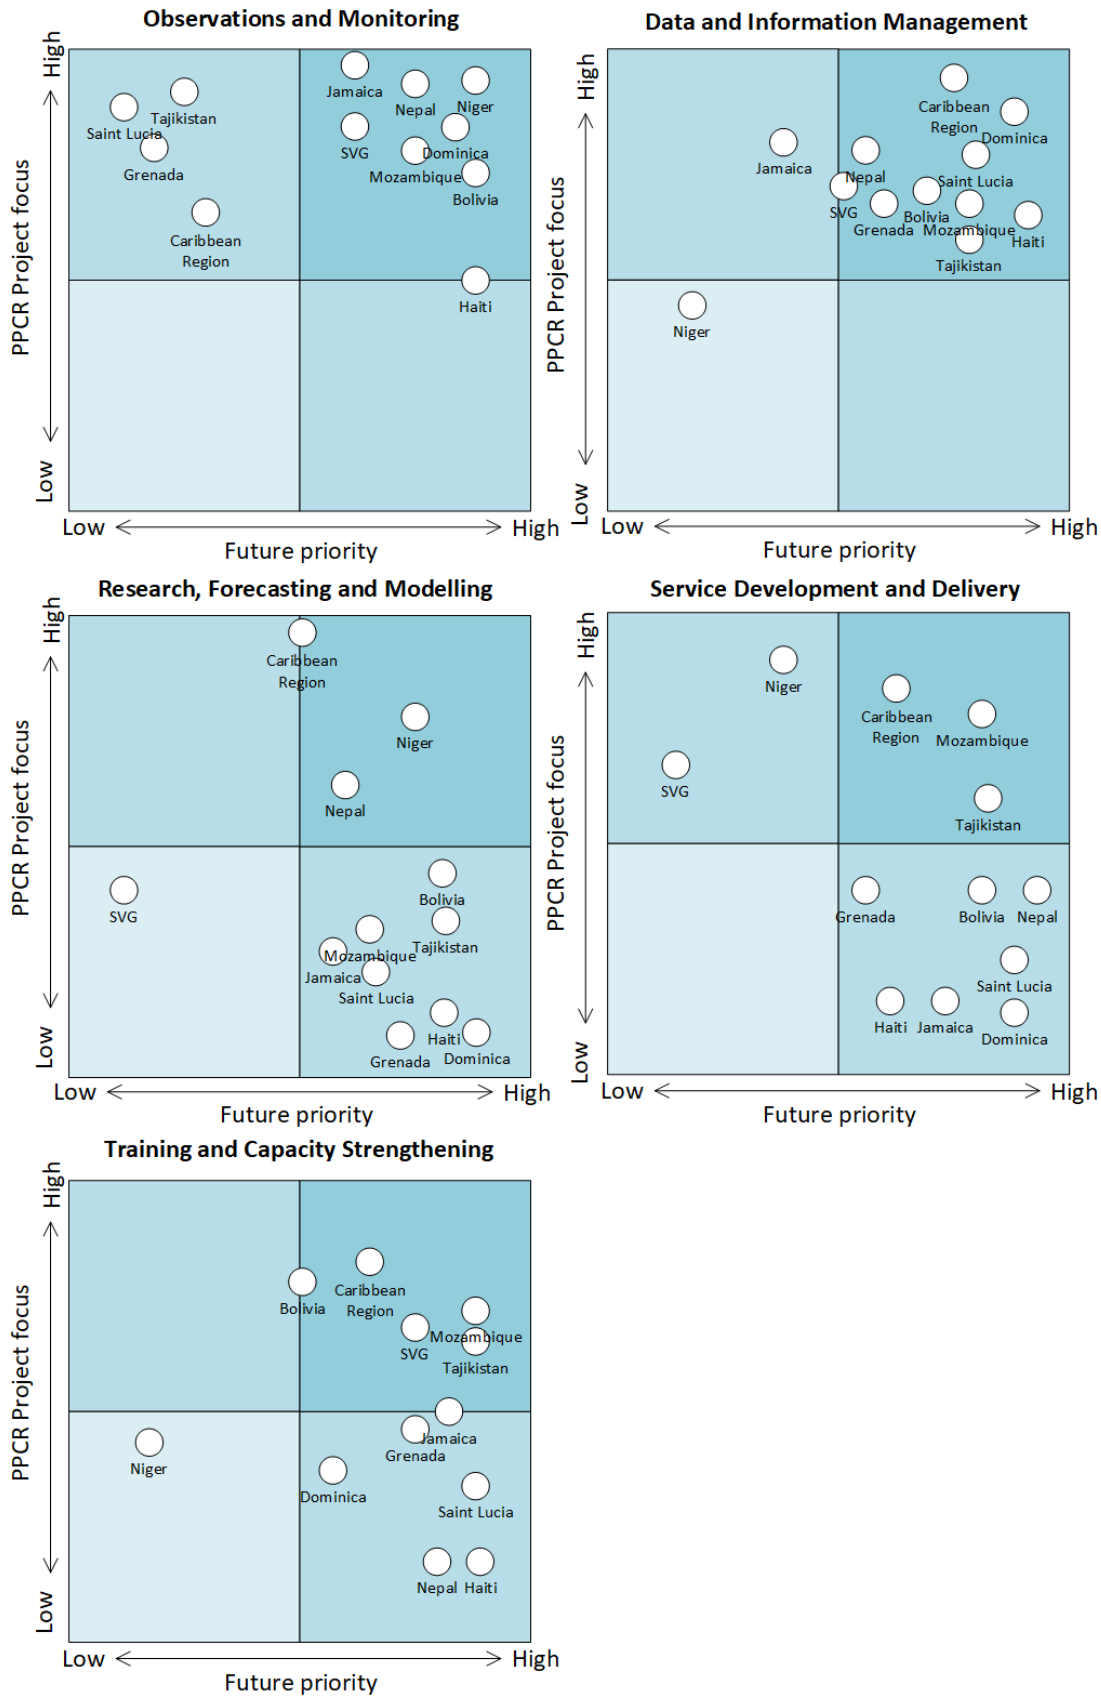 Observations and Monitoring
High
PPCR Project focus
Low
Jamaica
Nepal
Niger
Tajikistan
Saint Lucia
SVG
Dominica
Grenada
Mozambique
Bolivia
Caribbean
Region
Haiti
Low
High
Future priority
Data and Information Management
High
PPCR Project focus
Low
Caribbean
Region
Dominica
Jamaica
Nepal
Saint Lucia
SVG
Bolivia
Grenada
Mozambique
Haiti
Tajikistan
Niger
Low
High
Future priority
Research, Forecasting and Modelling
High
PPCR Project focus
Low
Caribbean
Region
Niger
Nepal
Bolivia
SVG
Tajikistan
Mozambique
Jamaica
Saint Lucia
Haiti
Dominica
Grenada
Low
High
Future priority
Service Development and Delivery
High
PPCR Project focus
Low
Niger
Caribbean
Region
Mozambique
SVG
Tajikistan
Grenada
Bolivia
Nepal
Saint Lucia
Haiti
Jamaica
Dominica
Low
High
Future priority
Training and Capacity Strengthening
High
PPCR Project focus
Low
Caribbean
Region
Bolivia
Mozambique
SVG
Tajikistan
Jamaica
Grenada
Niger
Dominica
Saint Lucia
Nepal
Haiti
Low
High
Future priority